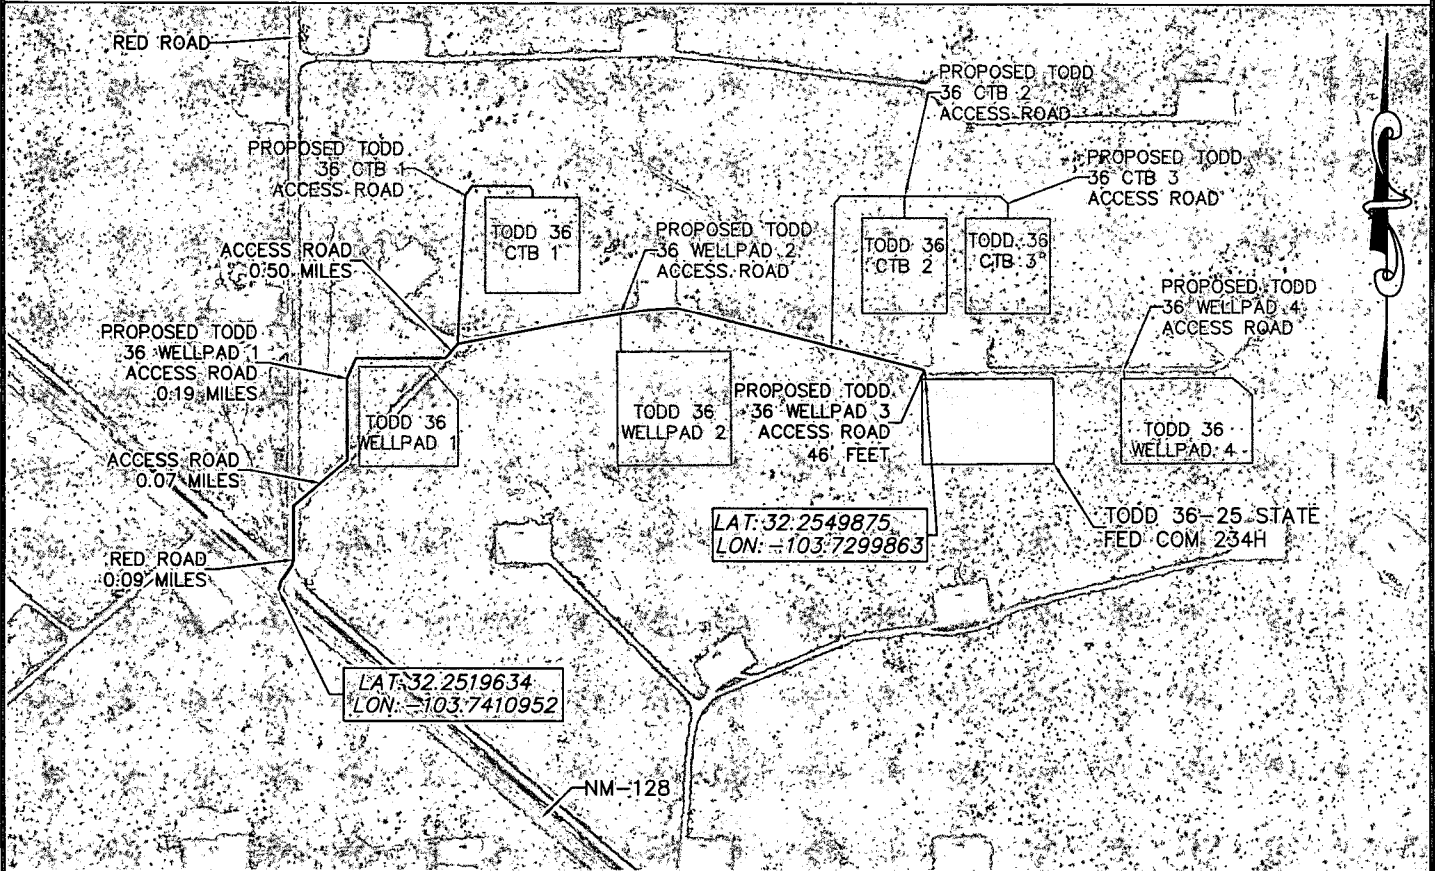 RED ROAD
PROPOSED TODD
36 CTB 2
ACCESS ROAD
PROPOSED TODD
36 CTB 1
ACCESS ROAD
PROPOSED TODD
36 CTB 3
ACCESS ROAD
TODD 36
CTB 1
PROPOSED TODD
36 WELLPAD 2
ACCESS ROAD
TODD 36
CTB 2
TODD 36
CTB 3
ACCESS ROAD
0.50 MILES
PROPOSED TODD
36 WELLPAD 4
ACCESS ROAD
PROPOSED TODD
36 WELLPAD 1
ACCESS ROAD
0.19 MILES
TODD 36
WELLPAD 1
TODD 36
WELLPAD 2
PROPOSED TODD
36 WELLPAD 3
ACCESS ROAD
46 FEET
TODD 36
WELLPAD 4
ACCESS ROAD
0.07 MILES
LAT: 32.2549875
LON: -103.7299863
TODD 36-25 STATE
FED COM 234H
RED ROAD
0.09 MILES
LAT: 32.2519634
LON: -103.7410952
NM-128